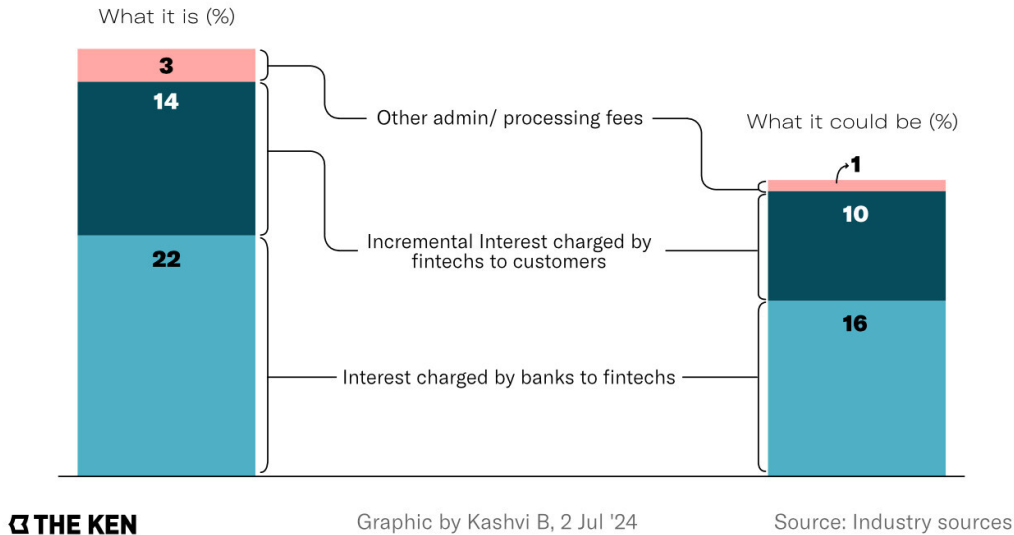 What it is (%)
3
14
22
Other admin/ processing fees
Incremental Interest charged by
fintechs to customers
Interest charged by banks to fintechs
What it could be (%)
1
10
16
THE KEN
Graphic by Kashvi B, 2 Jul '24
Source: Industry sources